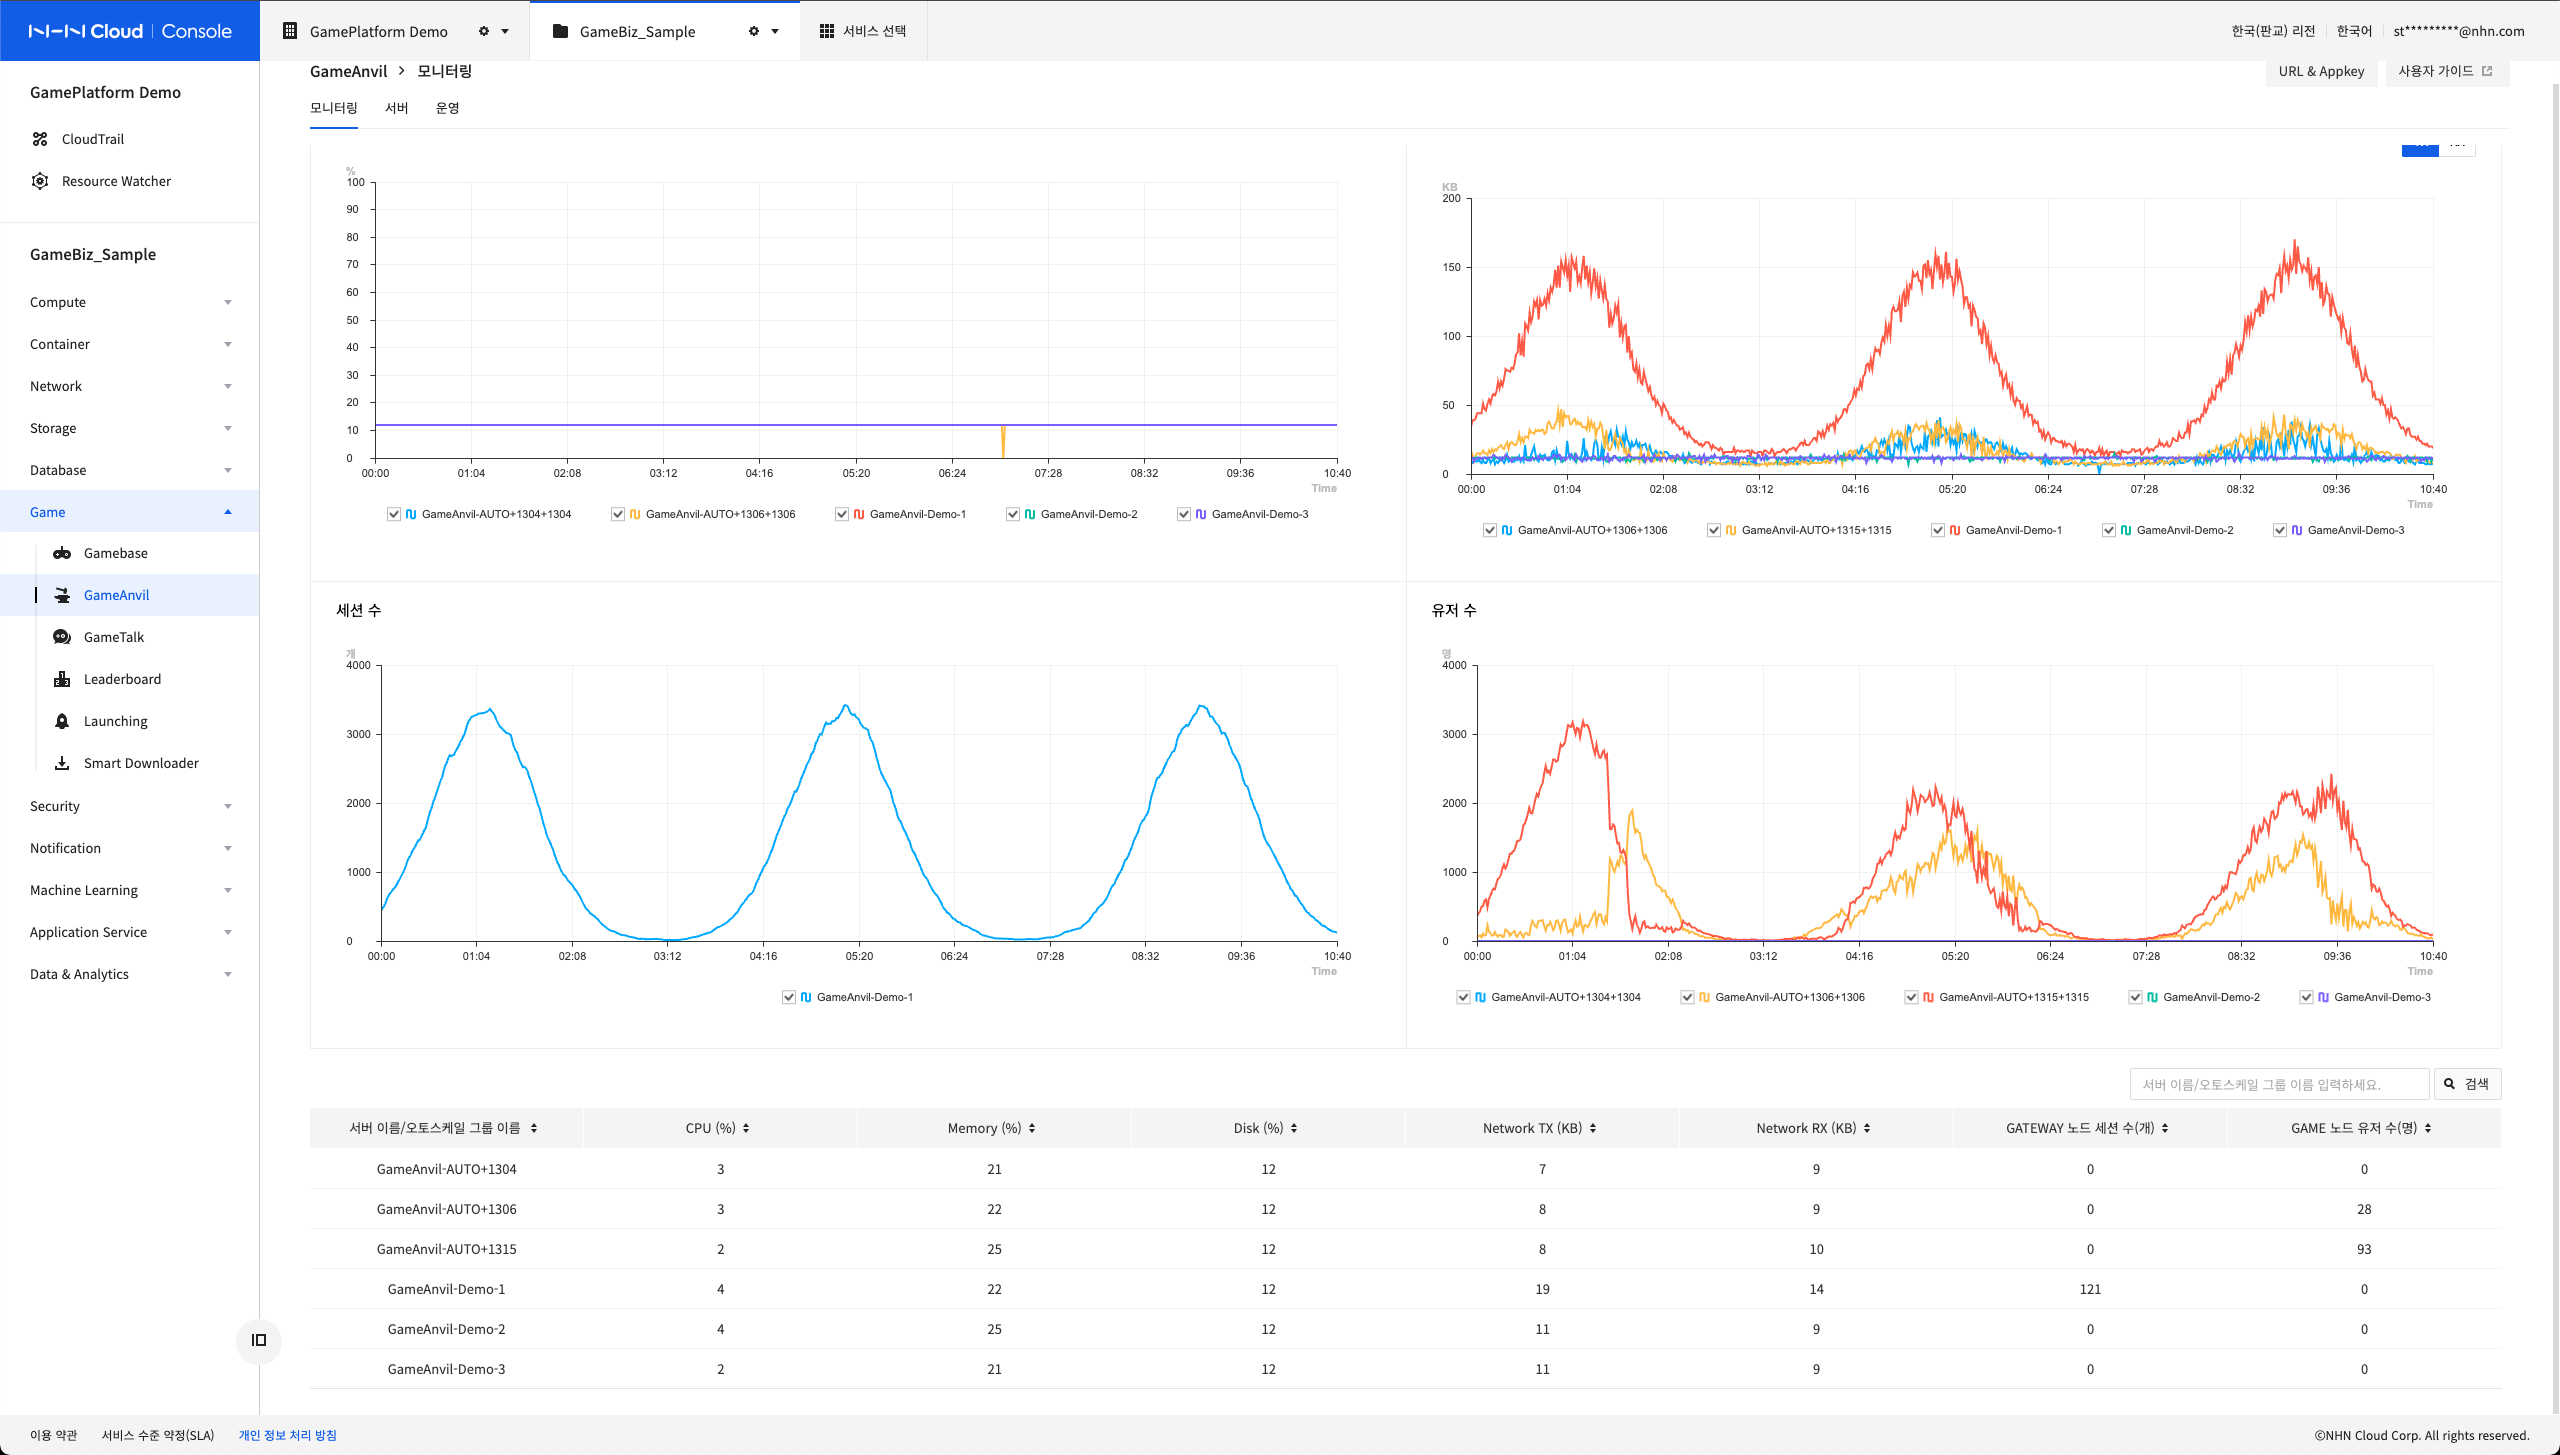 NHN Cloud | Console
GamePlatform Demo
GameBiz_Sample
서비스 선택
한국(판교) 리전
한국어
st*********@nhn.com
GamePlatform Demo
CloudTrail
Resource Watcher
GameBiz_Sample
Compute
Container
Network
Storage
Database
Game
Gamebase
GameAnvil
GameTalk
Leaderboard
Launching
Smart Downloader
Security
Notification
Machine Learning
Application Service
Data & Analytics
GameAnvil > 모니터링
URL & Appkey
사용자 가이드
모니터링 서버 운영
%
100
90
80
70
60
50
40
30
20
10
0
00:00 01:04 02:08 03:12 04:16 05:20 06:24 07:28 08:32 09:36 10:40
Time
GameAnvil-AUTO+1304+1304 GameAnvil-AUTO+1306+1306 GameAnvil-Demo-1 GameAnvil-Demo-2 GameAnvil-Demo-3
KB
200
150
100
50
0
00:00 01:04 02:08 03:12 04:16 05:20 06:24 07:28 08:32 09:36 10:40
Time
GameAnvil-AUTO+1306+1306 GameAnvil-AUTO+1315+1315 GameAnvil-Demo-1 GameAnvil-Demo-2 GameAnvil-Demo-3
세션 수
개
4000
3000
2000
1000
0
00:00 01:04 02:08 03:12 04:16 05:20 06:24 07:28 08:32 09:36 10:40
Time
GameAnvil-Demo-1
유저 수
명
4000
3000
2000
1000
0
00:00 01:04 02:08 03:12 04:16 05:20 06:24 07:28 08:32 09:36 10:40
Time
GameAnvil-AUTO+1304+1304 GameAnvil-AUTO+1306+1306 GameAnvil-AUTO+1315+1315 GameAnvil-Demo-2 GameAnvil-Demo-3
서버 이름/오토스케일 그룹 이름 입력하세요.
검색
서버 이름/오토스케일 그룹 이름 CPU (%) Memory (%) Disk (%) Network TX (KB) Network RX (KB) GATEWAY 노드 세션 수(개) GAME 노드 유저 수(명)
GameAnvil-AUTO+1304 3 21 12 7 9 0 0
GameAnvil-AUTO+1306 3 22 12 8 9 0 28
GameAnvil-AUTO+1315 2 25 12 8 10 0 93
GameAnvil-Demo-1 4 22 12 19 14 121 0
GameAnvil-Demo-2 4 25 12 11 9 0 0
GameAnvil-Demo-3 2 21 12 11 9 0 0
이용 약관 서비스 수준 약정(SLA) 개인 정보 처리 방침
©NHN Cloud Corp. All rights reserved.